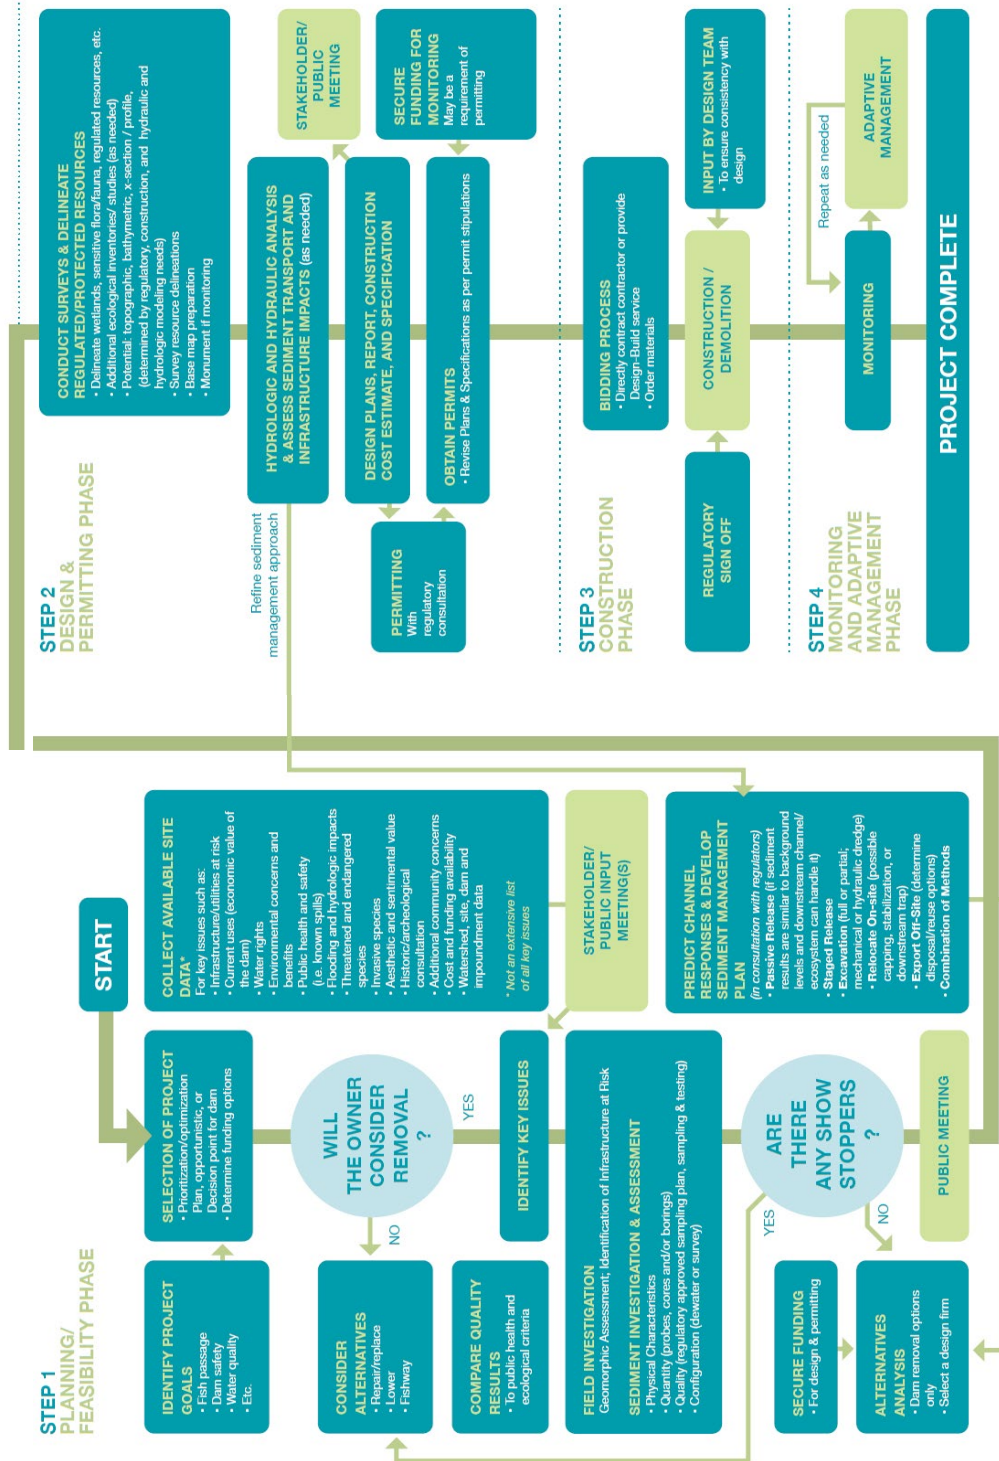 STEP 1
PLANNING/
FEASIBILITY PHASE
START
IDENTIFY PROJECT
GOALS
• Fish passage
• Dam safety
• Water quality
• Etc.
SELECTION OF PROJECT
• Prioritization/optimization
Plan, opportunistic, or
Decision point for dam
• Determine funding options
COLLECT AVAILABLE SITE
DATA*
For key issues such as:
• Infrastructure/utilities at risk
• Current uses (economic value of
the dam)
• Water rights
• Environmental concerns and
benefits
• Public health and safety
(i.e. known spills)
• Flooding and hydrologic impacts
• Threatened and endangered
species
• Invasive species
• Aesthetic and sentimental value
• Historic/archeological
consultation
• Additional community concerns
• Cost and funding availability
• Watershed, site, dam and
impoundment data
* Not an extensive list
of all key issues
WILL
THE OWNER
CONSIDER
REMOVAL
?
NO
YES
CONSIDER
ALTERNATIVES
• Repair/replace
• Lower
• Fishway
COMPARE QUALITY
RESULTS
• To public health and
ecological criteria
IDENTIFY KEY ISSUES
STAKEHOLDER/
PUBLIC INPUT
MEETING(S)
FIELD INVESTIGATION
Geomorphic Assessment; Identification of Infrastructure at Risk
SEDIMENT INVESTIGATION & ASSESSMENT
• Physical Characteristics
• Quantity (probes, cores and/or borings)
• Quality (regulatory approved sampling plan, sampling & testing)
• Configuration (dewater or survey)
PREDICT CHANNEL
RESPONSES & DEVELOP
SEDIMENT MANAGEMENT
PLAN
(in consultation with regulators)
• Passive Release (if sediment
results are similar to background
levels and downstream channel/
ecosystem can handle it)
• Staged Release
• Excavation (full or partial;
mechanical or hydraulic dredge)
• Relocate On-site (possible
capping, stabilization, or
downstream trap)
• Export Off-Site (determine
disposal/reuse options)
• Combination of Methods
ARE
THERE
ANY SHOW
STOPPERS
?
YES
NO
SECURE FUNDING
• For design & permitting
ALTERNATIVES
ANALYSIS
• Dam removal options
only
• Select a design firm
PUBLIC MEETING
STEP 2
DESIGN &
PERMITTING PHASE
CONDUCT SURVEYS & DELINEATE
REGULATED/PROTECTED RESOURCES
• Delineate wetlands, sensitive flora/fauna, regulated resources, etc.
• Additional ecological inventories/ studies (as needed)
• Potential: topographic, bathymetric, x-section / profile,
(determined by regulatory, construction, and hydraulic and
hydrologic modeling needs)
• Survey resource delineations
• Base map preparation
• Monument if monitoring
Refine sediment
management approach
HYDROLOGIC AND HYDRAULIC ANALYSIS
& ASSESS SEDIMENT TRANSPORT AND
INFRASTRUCTURE IMPACTS (as needed)
STAKEHOLDER/
PUBLIC
MEETING
DESIGN PLANS, REPORT, CONSTRUCTION
COST ESTIMATE, AND SPECIFICATION
PERMITTING
With
regulatory
consultation
SECURE
FUNDING FOR
MONITORING
May be a
requirement of
permitting
OBTAIN PERMITS
• Revise Plans & Specifications as per permit stipulations
STEP 3
CONSTRUCTION
PHASE
BIDDING PROCESS
• Directly contract contractor or provide
Design-Build service
• Order materials
REGULATORY
SIGN OFF
CONSTRUCTION /
DEMOLITION
INPUT BY DESIGN TEAM
• To ensure consistency with
design
STEP 4
MONITORING
AND ADAPTIVE
MANAGEMENT
PHASE
Repeat as needed
MONITORING
ADAPTIVE
MANAGEMENT
PROJECT COMPLETE